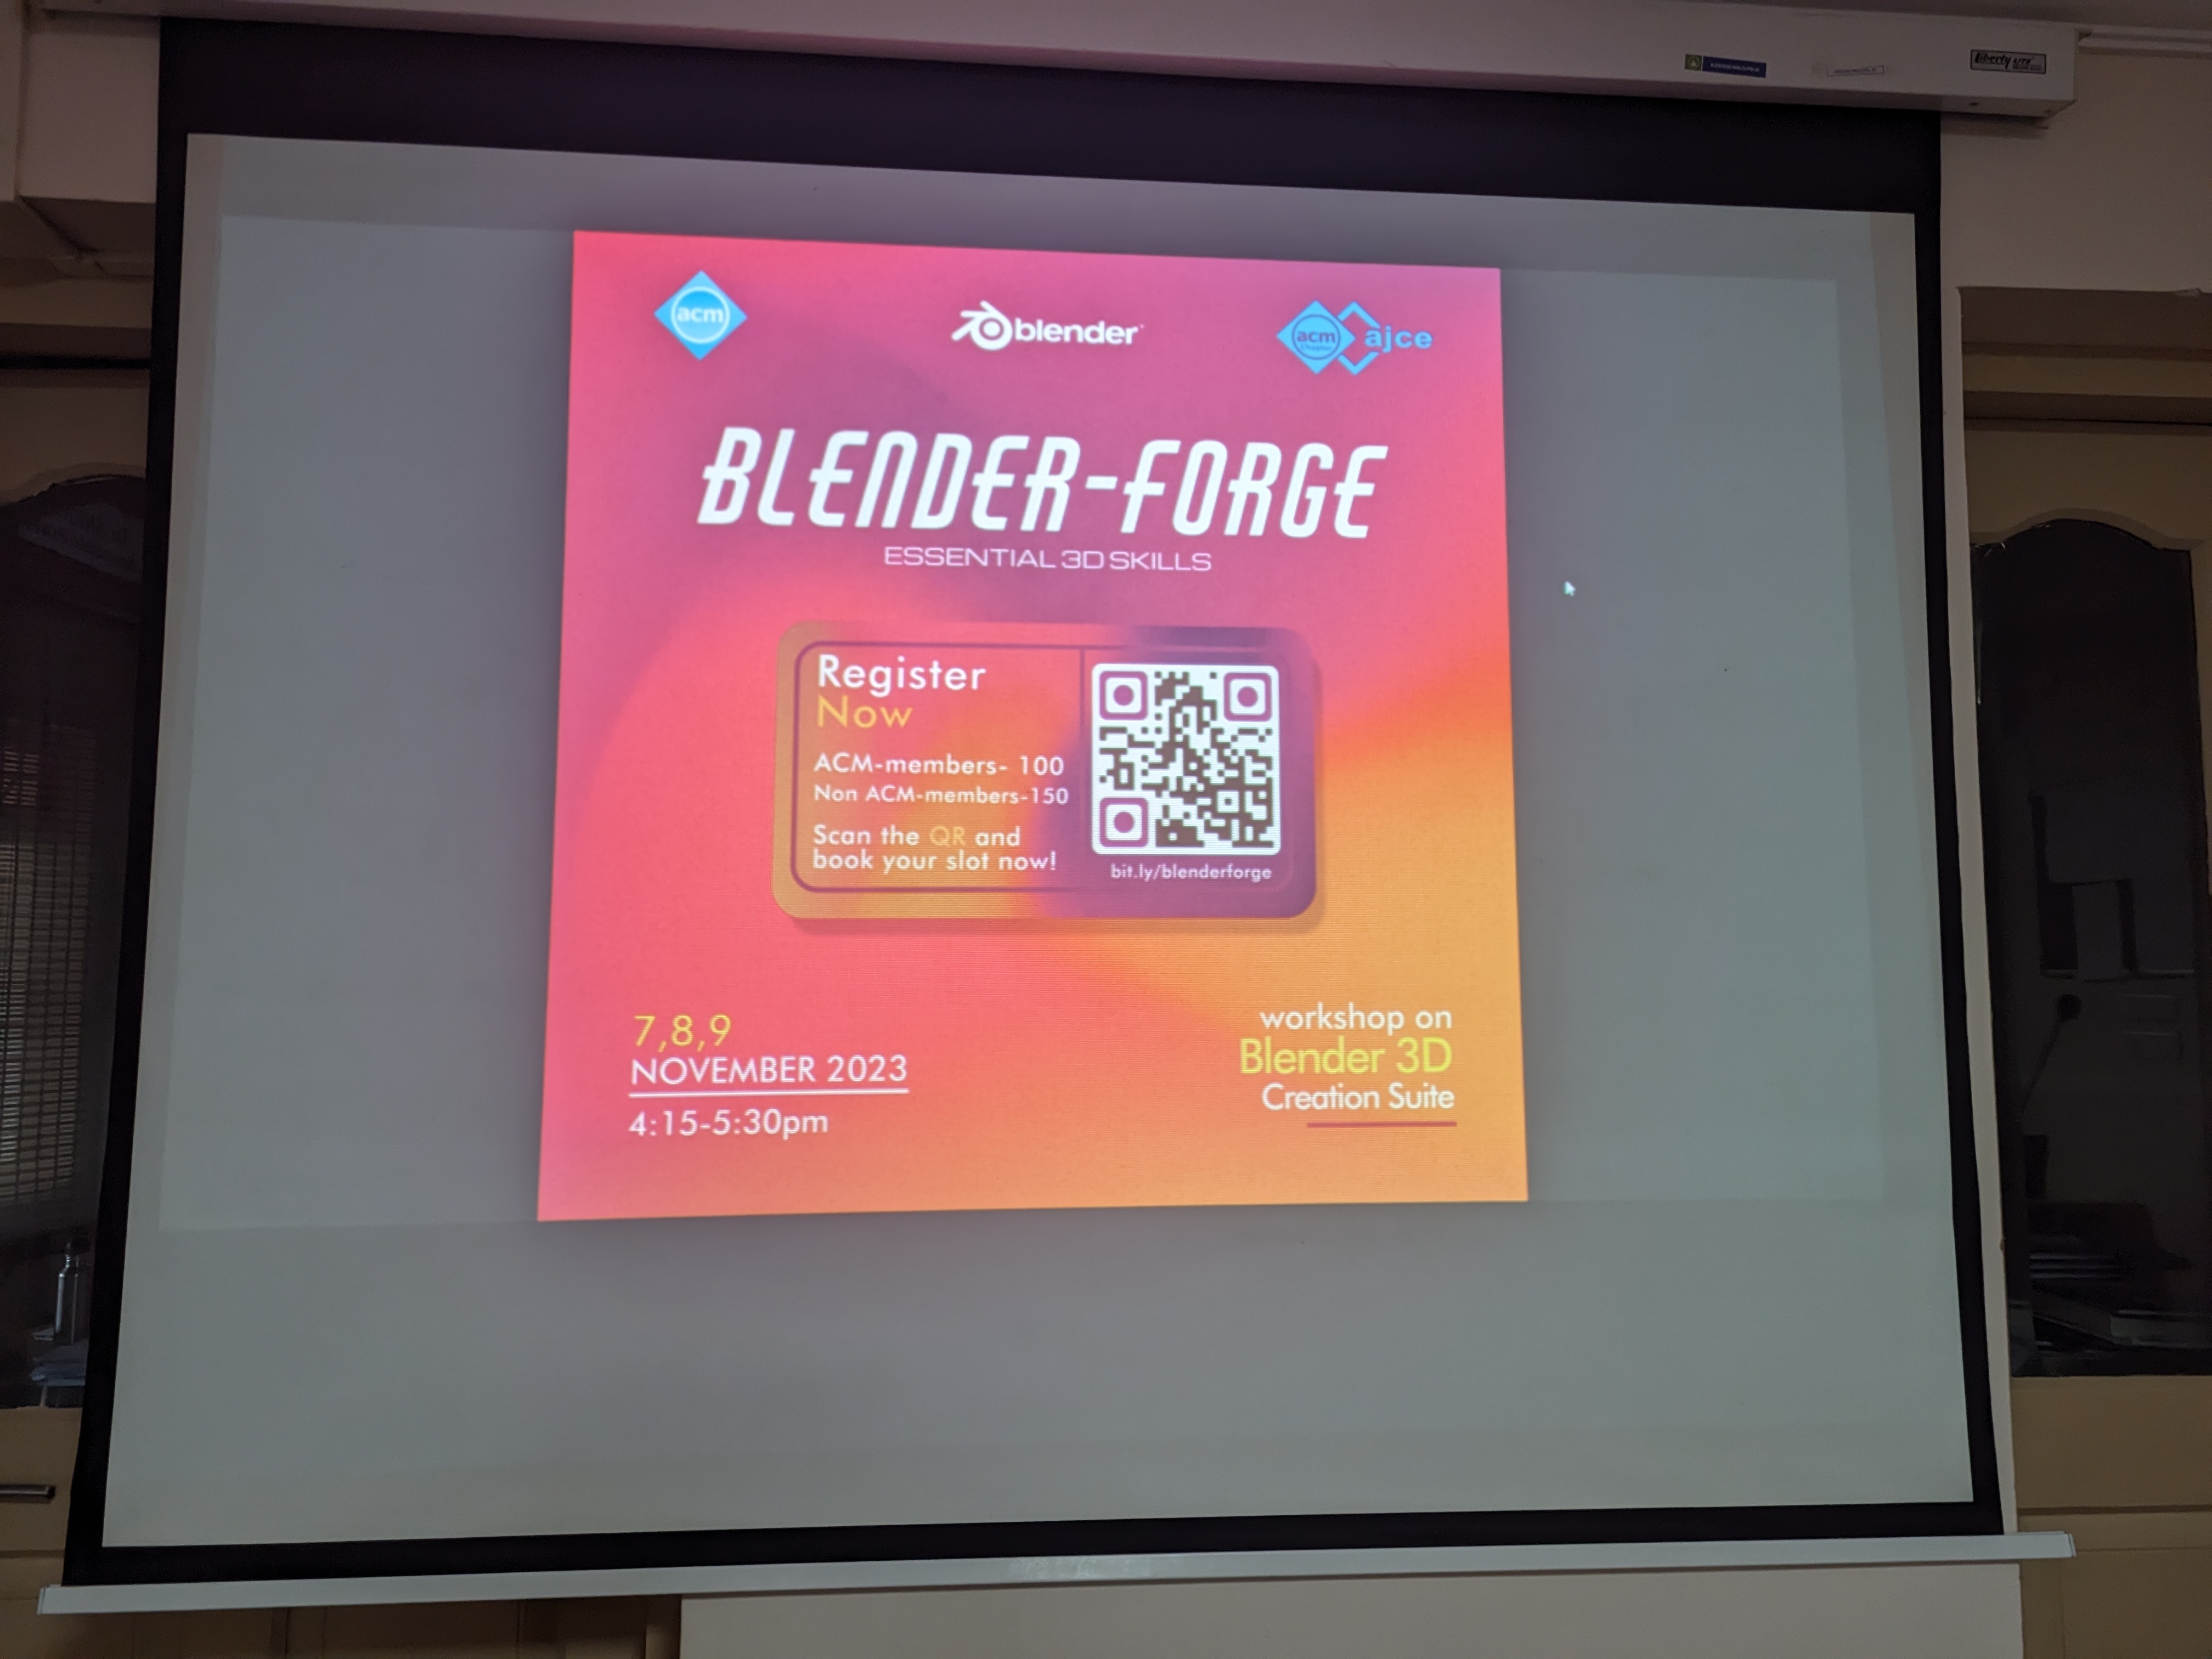 Liberty LITE
acm
blender
acm
ajce
BLENDER-FORGE
ESSENTIAL 3D SKILLS
Register
Now
ACM-members- 100
Non ACM-members-150
Scan the QR and
book your slot now!
bit.ly/blenderforge
7,8,9
NOVEMBER 2023
4:15-5:30pm
workshop on
Blender 3D
Creation Suite